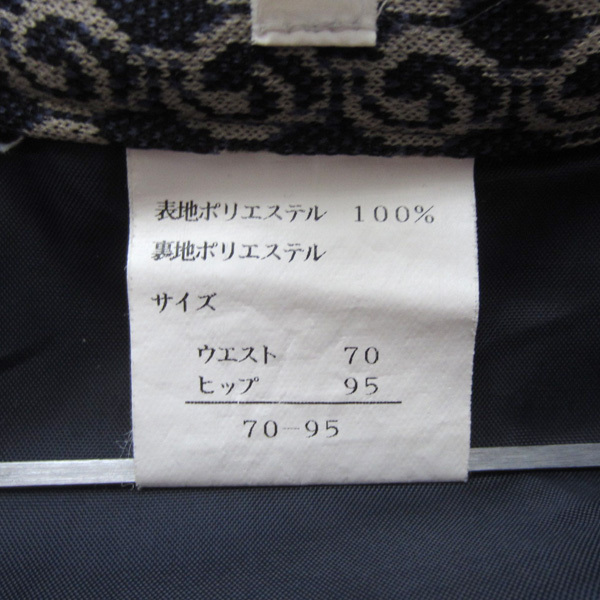 表地ポリエステル １００％
裏地ポリエステル
サイズ
ウエスト ７０
ヒップ ９５
７０－９５